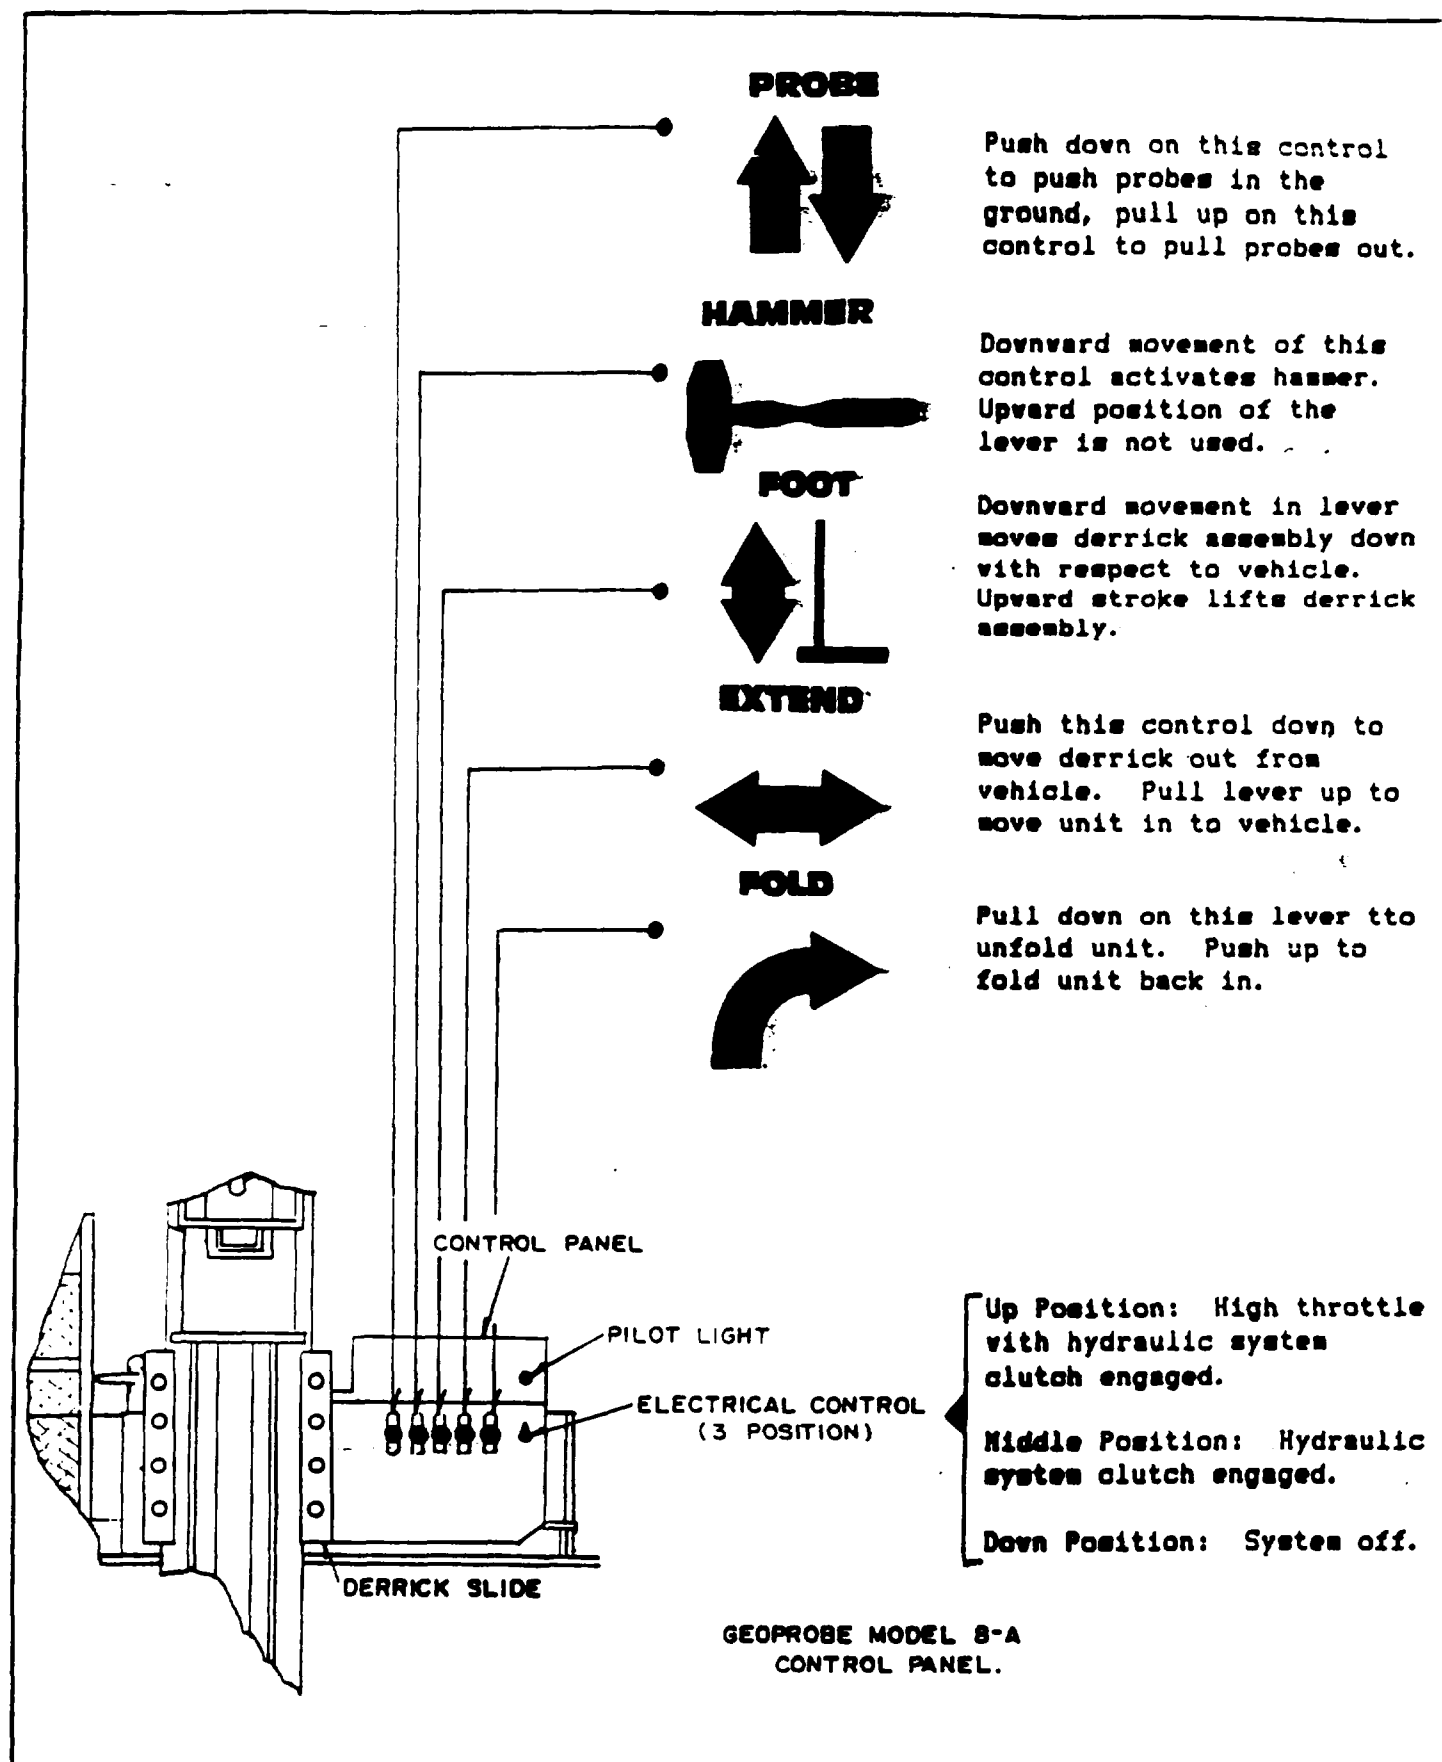 PROBE
Push down on this control
to push probes in the
ground, pull up on this
control to pull probes out.
HAMMER
Downward movement of this
control activates hammer.
Upward position of the
lever is not used.
FOOT
Downward movement in lever
moves derrick assembly down
with respect to vehicle.
Upward stroke lifts derrick
assembly.
EXTEND
Push this control down to
move derrick out from
vehicle. Pull lever up to
move unit in to vehicle.
FOLD
Pull down on this lever tto
unfold unit. Push up to
fold unit back in.
CONTROL PANEL
PILOT LIGHT
ELECTRICAL CONTROL
(3 POSITION)
Up Position: High throttle
with hydraulic system
clutch engaged.
Middle Position: Hydraulic
system clutch engaged.
Down Position: System off.
DERRICK SLIDE
GEOPROBE MODEL 8-A
CONTROL PANEL.